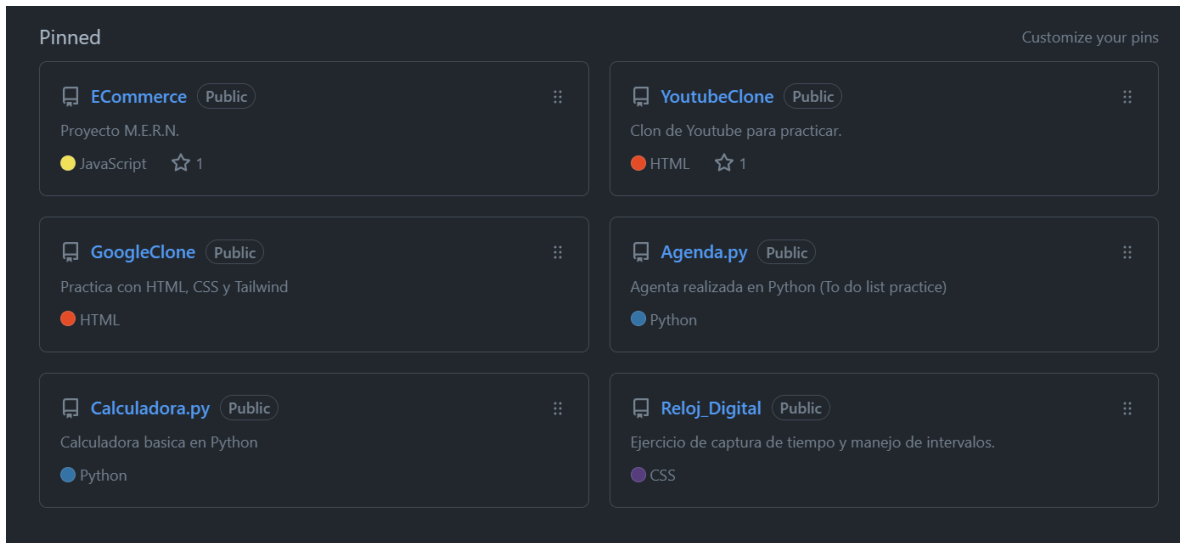 Pinned
Customize your pins
ECommerce Public
Proyecto M.E.R.N.
JavaScript 1
YoutubeClone Public
Clon de Youtube para practicar.
HTML 1
GoogleClone Public
Practica con HTML, CSS y Tailwind
HTML
Agenda.py Public
Agenta realizada en Python (To do list practice)
Python
Calculadora.py Public
Calculadora basica en Python
Python
Reloj_Digital Public
Ejercicio de captura de tiempo y manejo de intervalos.
CSS